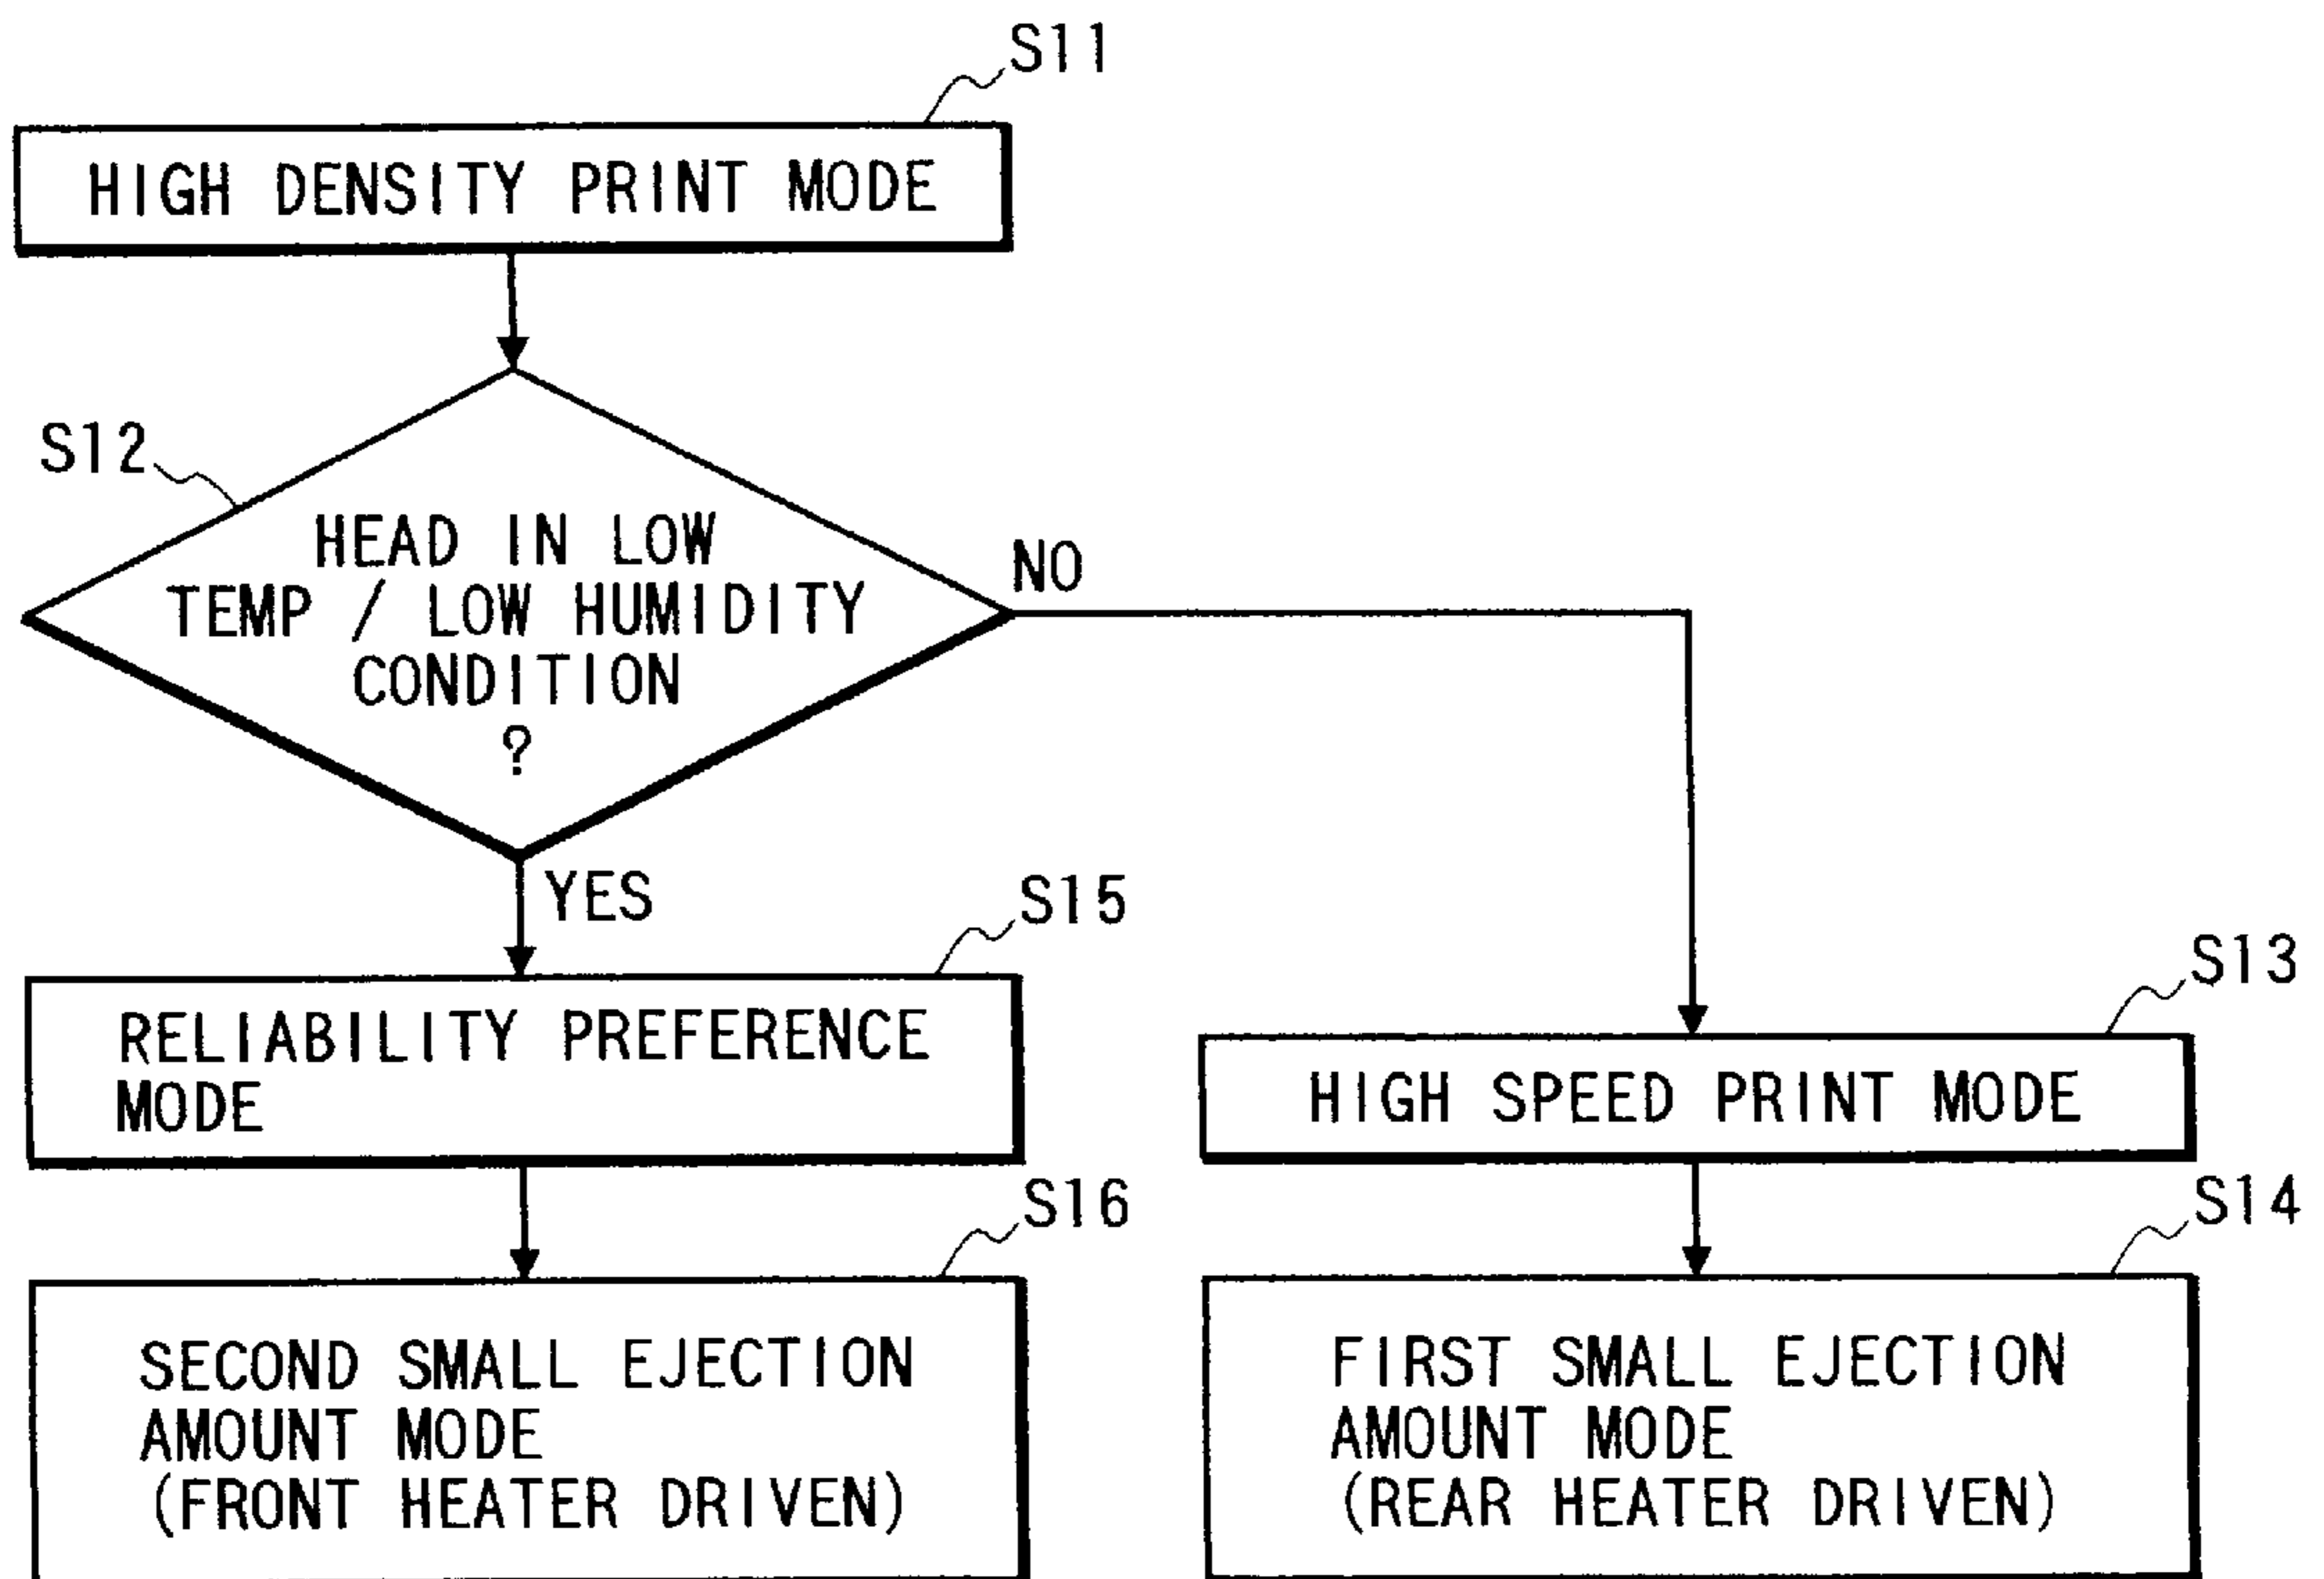 S11
HIGH DENSITY PRINT MODE
S12
HEAD IN LOW
TEMP / LOW HUMIDITY
CONDITION
?
NO
YES
S15
RELIABILITY PREFERENCE
MODE
S13
HIGH SPEED PRINT MODE
S16
SECOND SMALL EJECTION
AMOUNT MODE
(FRONT HEATER DRIVEN)
S14
FIRST SMALL EJECTION
AMOUNT MODE
(REAR HEATER DRIVEN)